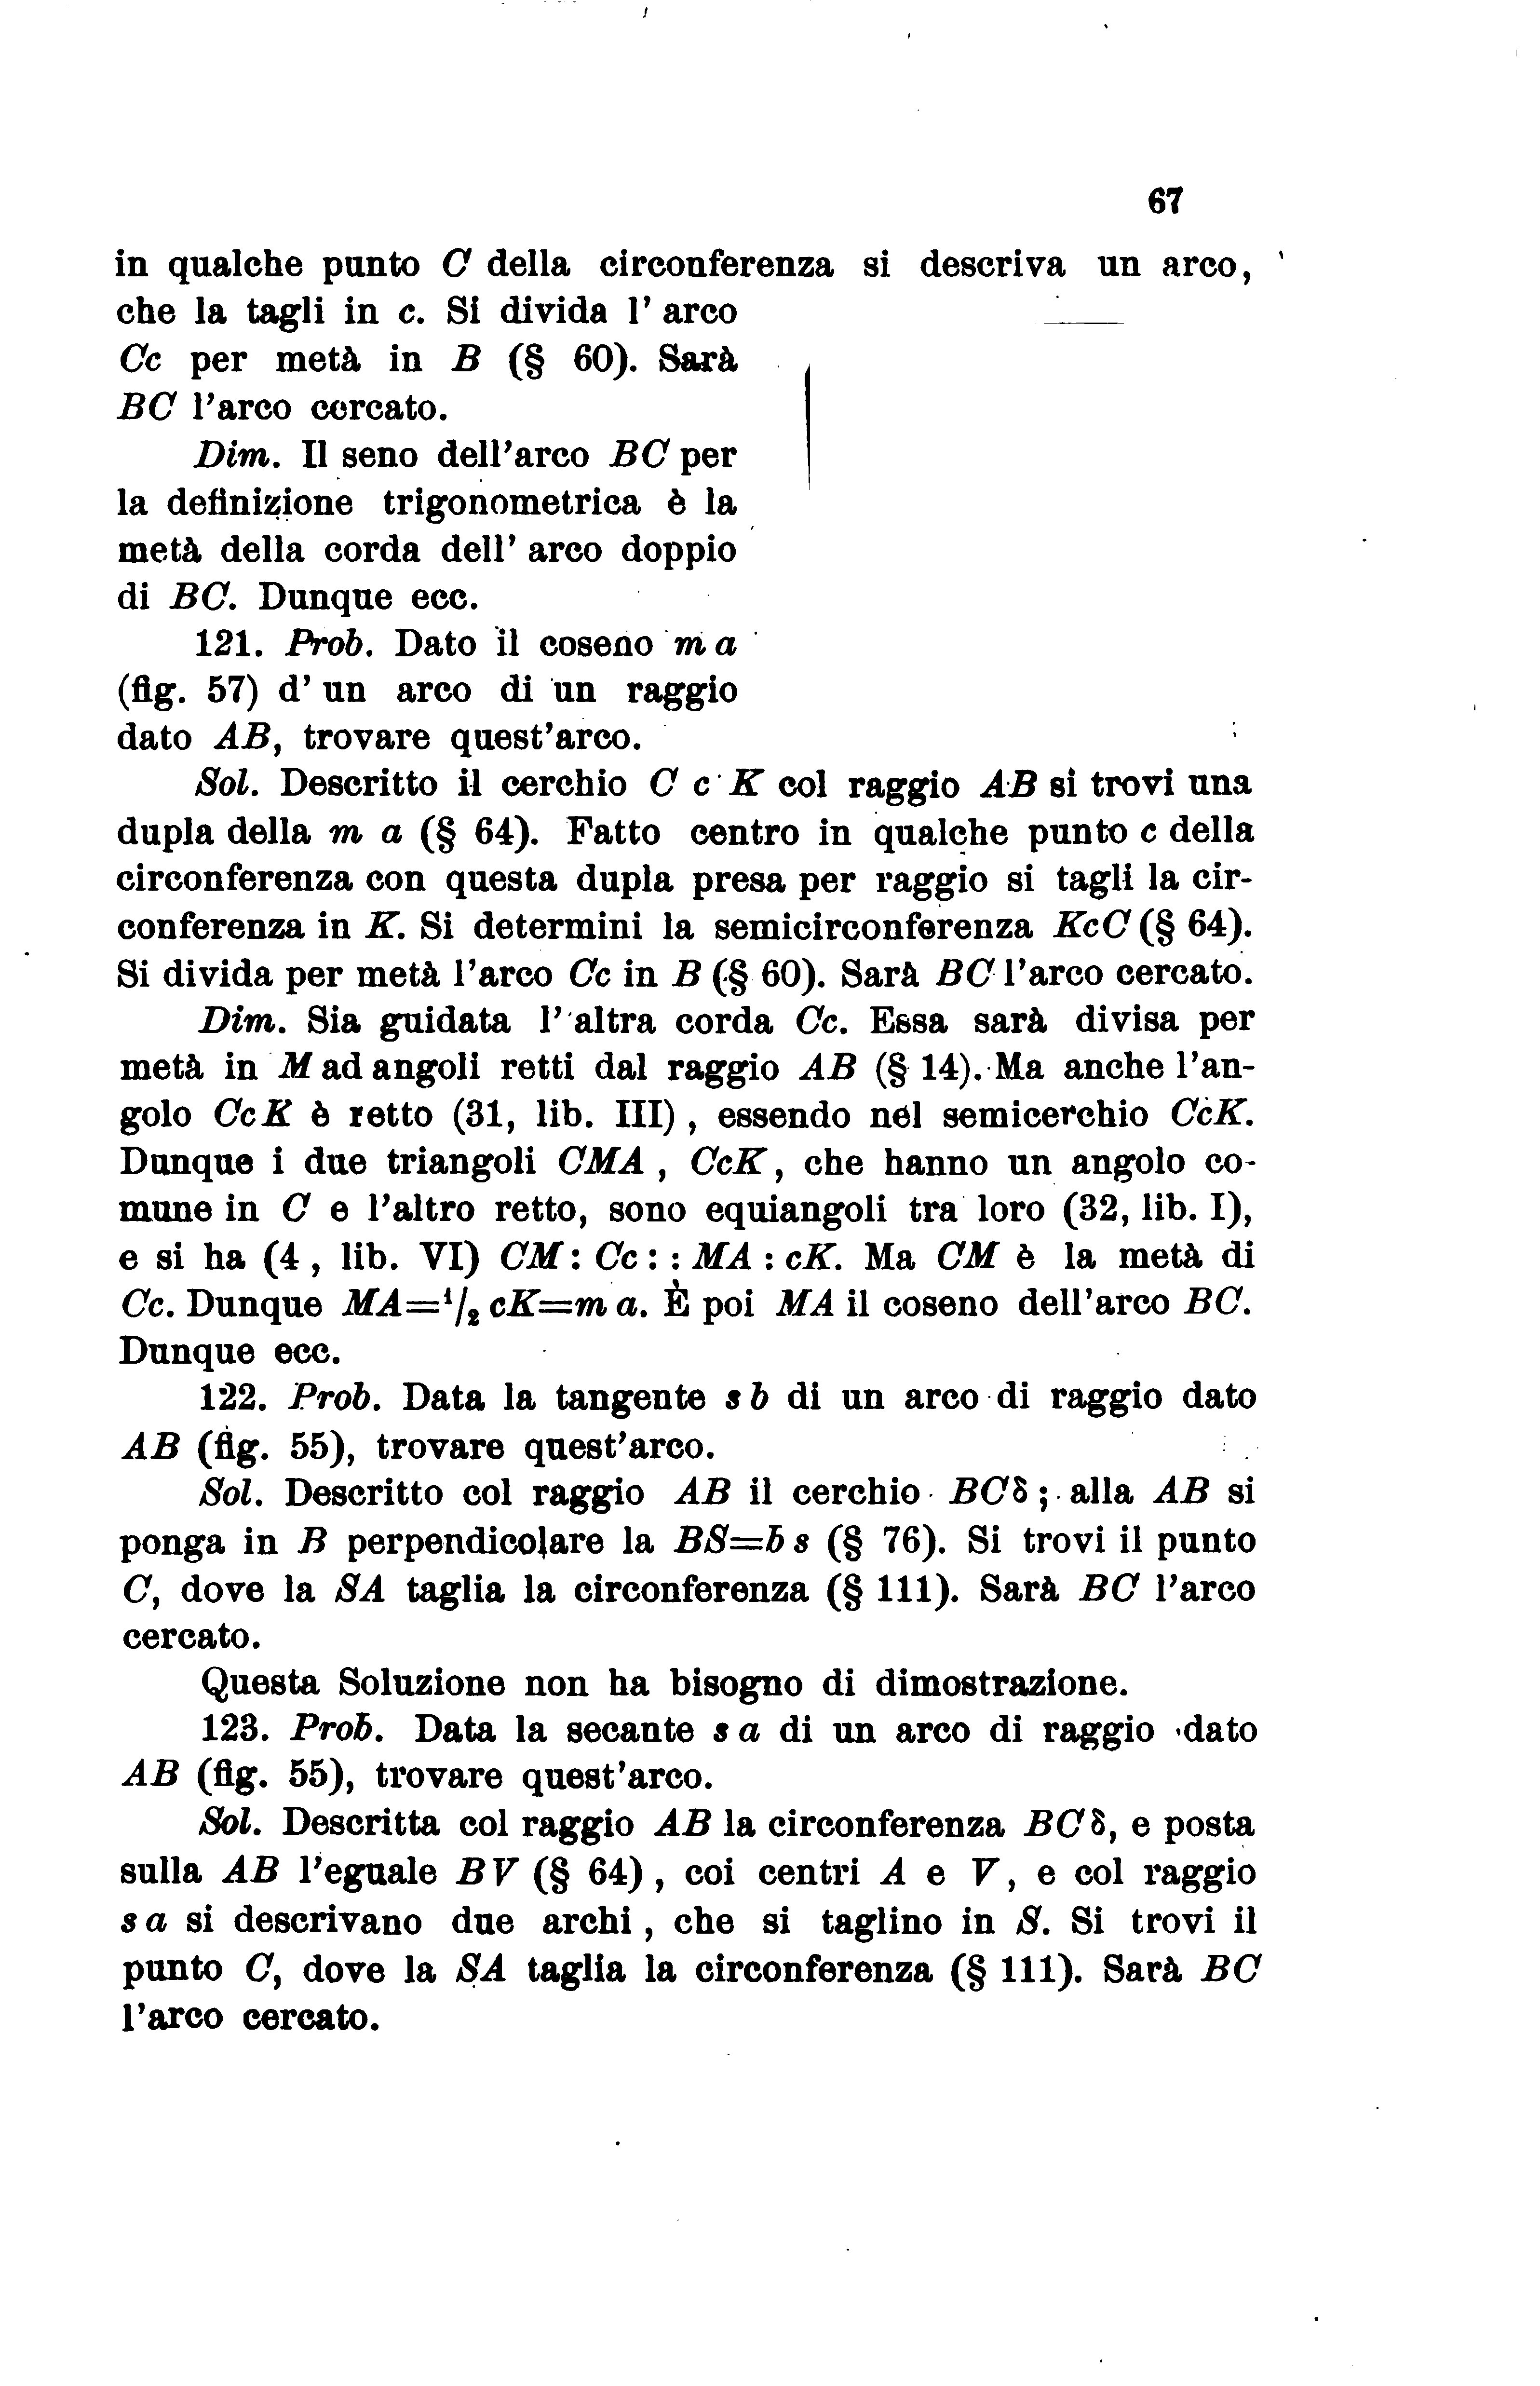 67
in qualche punto C della circonferenza si descriva un arco,
che la tagli in c. Si divida l' arco
Cc per metà in B (§ 60). Sarà
BC l'arco cercato.
Dim. Il seno dell'arco BC per
la definizione trigonometrica è la
metà della corda dell' arco doppio
di BC. Dunque ecc.
121. Prob. Dato il coseno m a
(fig. 57) d' un arco di un raggio
dato AB, trovare quest'arco.
Sol. Descritto il cerchio C c K col raggio AB si trovi una
dupla della m a (§ 64). Fatto centro in qualche punto c della
circonferenza con questa dupla presa per raggio si tagli la cir-
conferenza in K. Si determini la semicirconferenza KcC (§ 64).
Si divida per metà l'arco Cc in B (§ 60). Sarà BC l'arco cercato.
Dim. Sia guidata l' altra corda Cc. Essa sarà divisa per
metà in M ad angoli retti dal raggio AB (§ 14). Ma anche l'an-
golo CcK è retto (31, lib. III) , essendo nel semicerchio CcK.
Dunque i due triangoli CMA , CcK , che hanno un angolo co-
mune in C e l'altro retto, sono equiangoli tra loro (32, lib. I),
e si ha (4 , lib. VI) CM : Cc : : MA : cK. Ma CM è la metà di
Cc. Dunque MA=1/2 cK=m a. È poi MA il coseno dell'arco BC.
Dunque ecc.
122. Prob. Data la tangente s b di un arco di raggio dato
AB (fig. 55), trovare quest'arco.
Sol. Descritto col raggio AB il cerchio BCδ ; alla AB si
ponga in B perpendicolare la BS=b s (§ 76). Si trovi il punto
C, dove la SA taglia la circonferenza (§ 111). Sarà BC l'arco
cercato.
Questa Soluzione non ha bisogno di dimostrazione.
123. Prob. Data la secante s a di un arco di raggio dato
AB (fig. 55), trovare quest'arco.
Sol. Descritta col raggio AB la circonferenza BCδ, e posta
sulla AB l'eguale BV (§ 64) , coi centri A e V , e col raggio
s a si descrivano due archi , che si taglino in S. Si trovi il
punto C, dove la SA taglia la circonferenza (§ 111). Sarà BC
l'arco cercato.